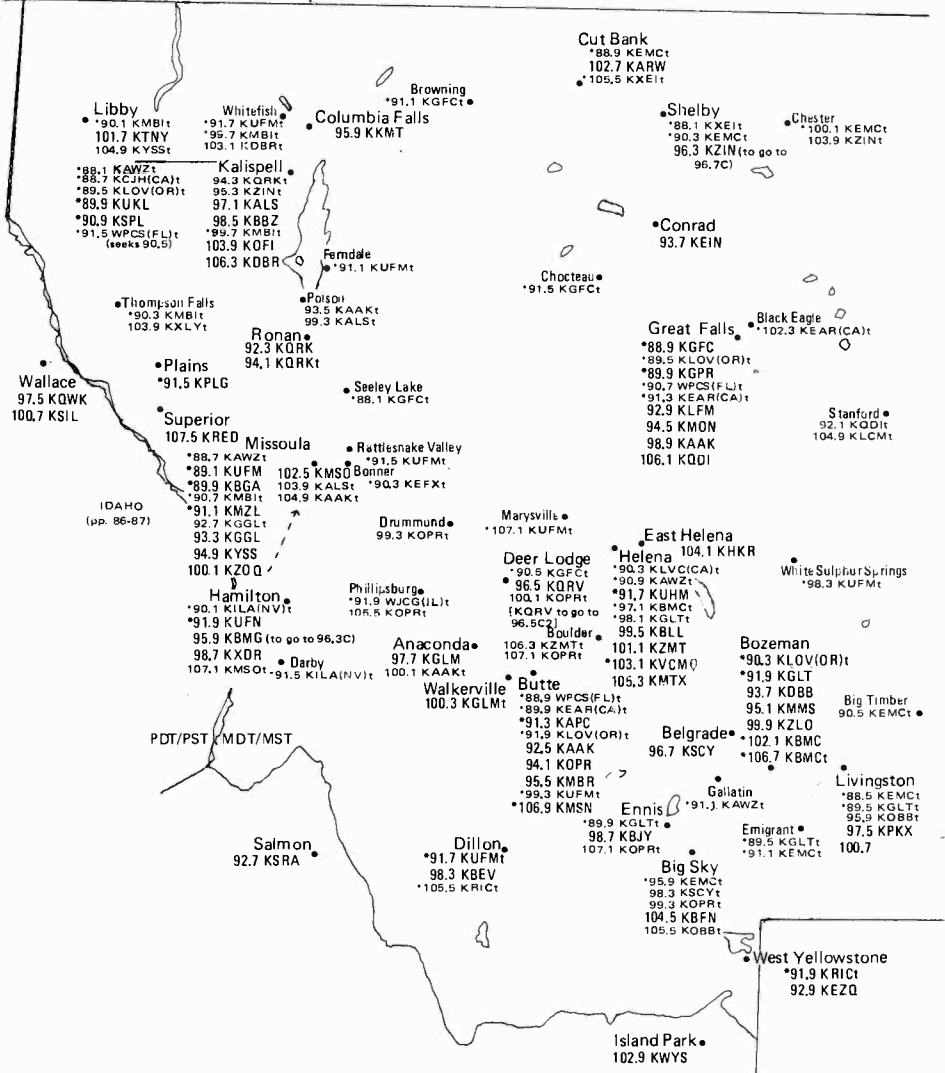 Cut Bank
*88.9 KEMCt
102.7 KARW
*105.5 KXEIt
Browning
*91.1 KGFCt
Libby
*90.1 KMBIt
101.7 KTNY
104.9 KYSSt
Whitefish
*91.7 KUFMt
*99.7 KMBIt
103.1 KDBRt
Columbia Falls
95.9 KKMT
Shelby
*88.1 KXEIt
*90.3 KEMCt
96.3 KZIN (to go to
96.7C)
Chester
*100.1 KEMCt
103.9 KZINt
*88.1 KAWZt
*88.7 KCJH(CA)t
*89.5 KLOV(OR)t
*89.9 KUKL
*90.9 KSPL
*91.5 WPCS(FL)t
(seeks 90.5)
Kalispell
94.3 KQRKt
95.3 KZINt
97.1 KALS
98.5 KBBZ
*99.7 KMBIt
103.9 KOFI
106.3 KDBR
Ferndale
*91.1 KUFMt
Conrad
93.7 KEIN
Chocteau
*91.5 KGFCt
Thompson Falls
*90.3 KMBIt
103.9 KXLYt
Polson
93.5 KAAKt
99.3 KALSt
Ronan
92.3 KQRK
94.1 KQRKt
Black Eagle
*102.3 KEAR(CA)t
Great Falls
*88.9 KGFC
*89.5 KLOV(OR)t
*89.9 KGPR
*90.7 WPCS(FL)t
*91.3 KEAR(CA)t
92.9 KLFM
94.5 KMON
98.9 KAAK
106.1 KQDI
Wallace
97.5 KQWK
100.7 KSIL
Plains
*91.5 KPLG
Seeley Lake
*88.1 KGFCt
Stanford
92.1 KQDIt
104.9 KLCMt
Superior
107.5 KRED
Missoula
*88.7 KAWZt
*89.1 KUFM
*89.9 KBGA
*90.7 KMBIt
*91.1 KMZL
92.7 KGGLt
93.3 KGGL
94.9 KYSS
100.1 KZOQ
102.5 KMSO
103.9 KALSt
104.9 KAAKt
Rattlesnake Valley
*91.5 KUFMt
Bonner
*90.3 KEFXt
IDAHO
(pp. 86-87)
Drummund
99.3 KOPRt
Marysville
*107.1 KUFMt
East Helena
104.1 KHKR
White Sulphur Springs
*98.3 KUFMt
Deer Lodge
*90.5 KGFCt
96.5 KQRV
100.1 KOPRt
[KQRV to go to
96.5C2]
Helena
*90.3 KLVC(CA)t
*90.9 KAWZt
*91.7 KUHM
*97.1 KBMCt
*98.1 KGLTt
99.5 KBLL
101.1 KZMT
*103.1 KVCM
105.3 KMTX
Hamilton
*90.1 KILA(NV)t
*91.9 KUFN
95.9 KBMG (to go to 96.3C)
98.7 KXDR
107.1 KMSOt
Phillipsburg
*91.9 WJCG(IL)t
105.5 KOPRt
Boulder
106.3 KZMTt
107.1 KOPRt
Darby
*91.5 KILA(NV)t
Anaconda
97.7 KGLM
100.1 KAAKt
Walkerville
100.3 KGLMt
Bozeman
*90.3 KLOV(OR)t
*91.9 KGLT
93.7 KDBB
95.1 KMMS
99.9 KZLO
*102.1 KBMC
*106.7 KBMCt
Butte
*88.9 WPCS(FL)t
*89.9 KEAR(CA)t
*91.3 KAPC
*91.9 KLOV(OR)t
92.5 KAAK
94.1 KOPR
95.5 KMBR
*99.3 KUFMt
*106.9 KMSN
Big Timber
90.5 KEMCt
Belgrade
96.7 KSCY
PDT/PST MDT/MST
Gallatin
*91.1 KAWZt
Livingston
*88.5 KEMCt
*89.5 KGLTt
95.9 KOBBt
97.5 KPKX
100.7
Ennis
*89.9 KGLTt
98.7 KBJY
107.1 KOPRt
Emigrant
*89.5 KGLTt
*91.1 KEMCt
Salmon
92.7 KSRA
Dillon
*91.7 KUFMt
98.3 KBEV
*105.5 KRICt
Big Sky
*95.9 KEMCt
98.3 KSCYt
99.3 KOPRt
104.5 KBFN
105.5 KOBBt
West Yellowstone
*91.9 KRICt
92.9 KEZQ
Island Park
102.9 KWYS